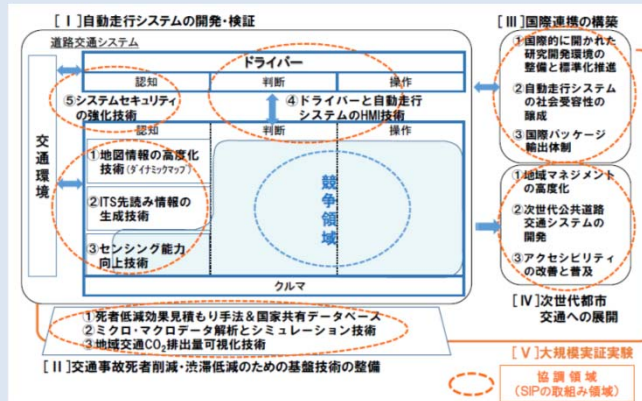 [Ⅰ]自動走行システムの開発・検証
道路交通システム
ドライバー
認知
判断
操作
⑤システムセキュリティ
の強化技術
④ドライバーと自動走行
システムのHMI技術
認知
判断
操作
交通環境
①地図情報の高度化
技術(ダイナミックマップ)
②ITS先読み情報の
生成技術
③センシング能力
向上技術
競争領域
クルマ
①死者低減効果見積もり手法&国家共有データベース
②ミクロ・マクロデータ解析とシミュレーション技術
③地域交通CO₂排出量可視化技術
[Ⅱ]交通事故死者削減・渋滞低減のための基盤技術の整備
[Ⅲ]国際連携の構築
①国際的に開かれた
研究開発環境の
整備と標準化推進
②自動走行システム
の社会受容性の
醸成
③国際パッケージ
輸出体制
①地域マネジメント
の高度化
②次世代公共道路
交通システムの
開発
③アクセシビリティ
の改善と普及
[Ⅳ]次世代都市
交通への展開
[Ⅴ]大規模実証実験
協調領域
(SIPの取組み領域)